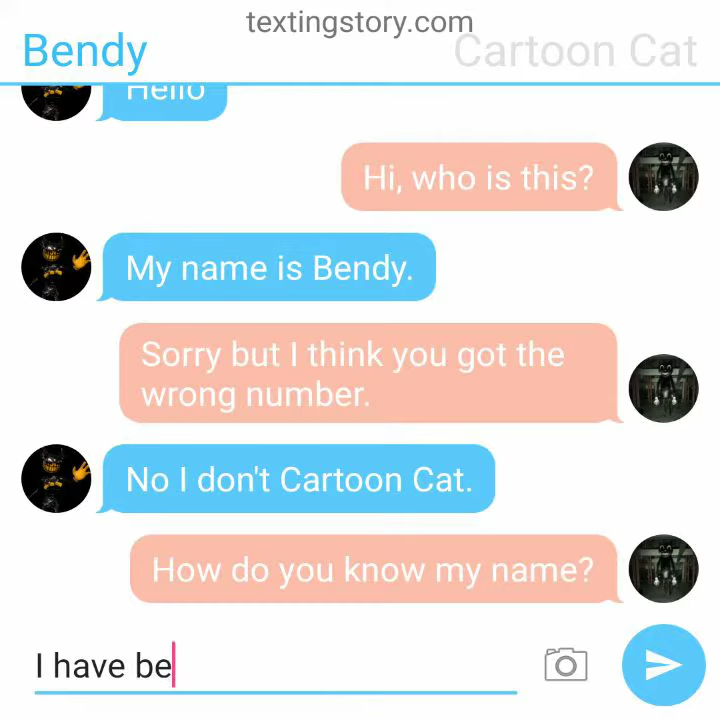 textingstory.com
Bendy
Cartoon Cat
Hello
Hi, who is this?
My name is Bendy.
Sorry but I think you got the
wrong number.
No I don't Cartoon Cat.
How do you know my name?
I have be